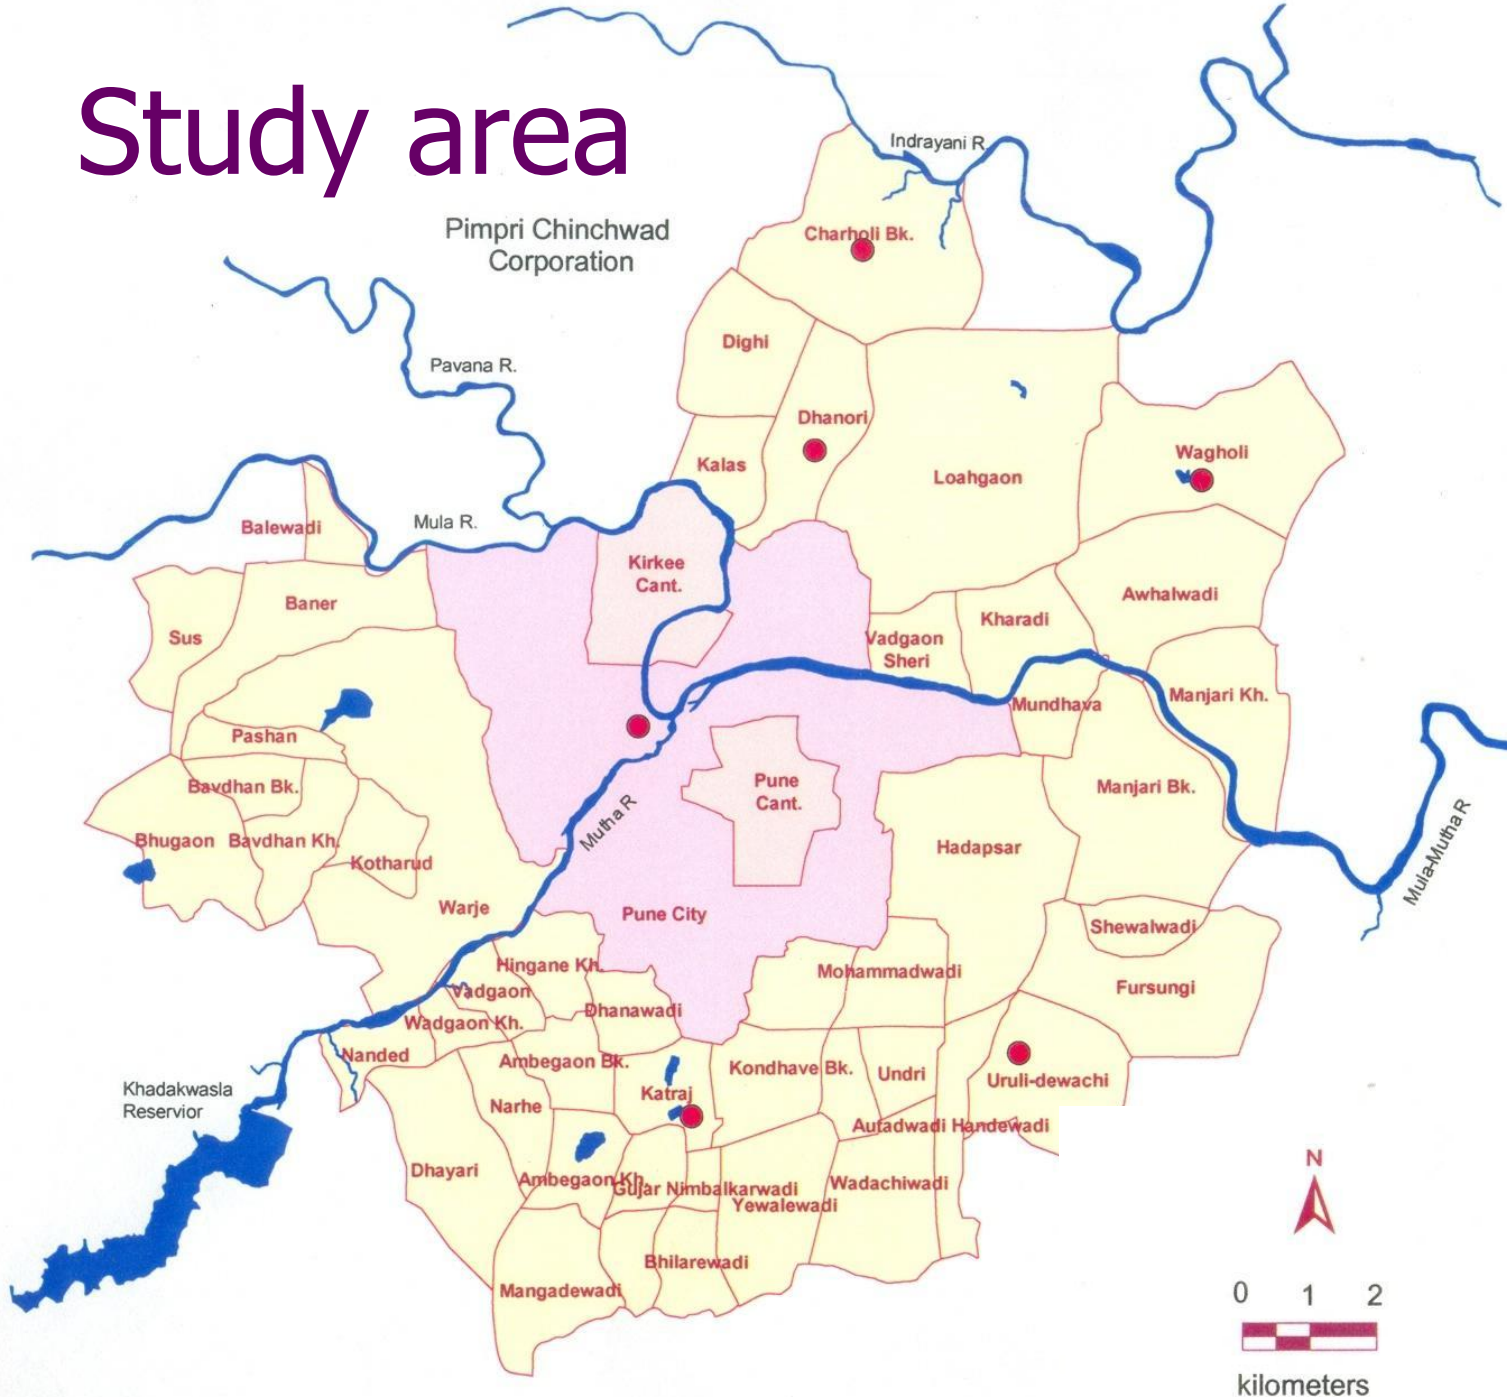 Study area
Indrayani R.
Pimpri Chinchwad
Corporation
Charholi Bk.
Dighi
Pavana R.
Dhanori
Kalas
Loahgaon
Wagholi
Balewadi
Mula R.
Kirkee
Cant.
Baner
Awhalwadi
Sus
Kharadi
Vadgaon
Sheri
Manjari Kh.
Mundhava
Pashan
Bavdhan Bk.
Pune
Cant.
Manjari Bk.
Mutha R
Mula-Mutha R
Bhugaon
Bavdhan Kh.
Kotharud
Hadapsar
Warje
Pune City
Shewalwadi
Hingane Kh.
Mohammadwadi
Vadgaon
Fursungi
Dhanawadi
Wadgaon Kh.
Nanded
Ambegaon Bk.
Kondhave Bk.
Undri
Uruli-dewachi
Khadakwasla
Reservior
Katraj
Narhe
Autadwadi Handewadi
Dhayari
Ambegaon Kh.
Gujar Nimbalkarwadi
Wadachiwadi
Yewalewadi
N
Bhilarewadi
Mangadewadi
0 1 2
kilometers